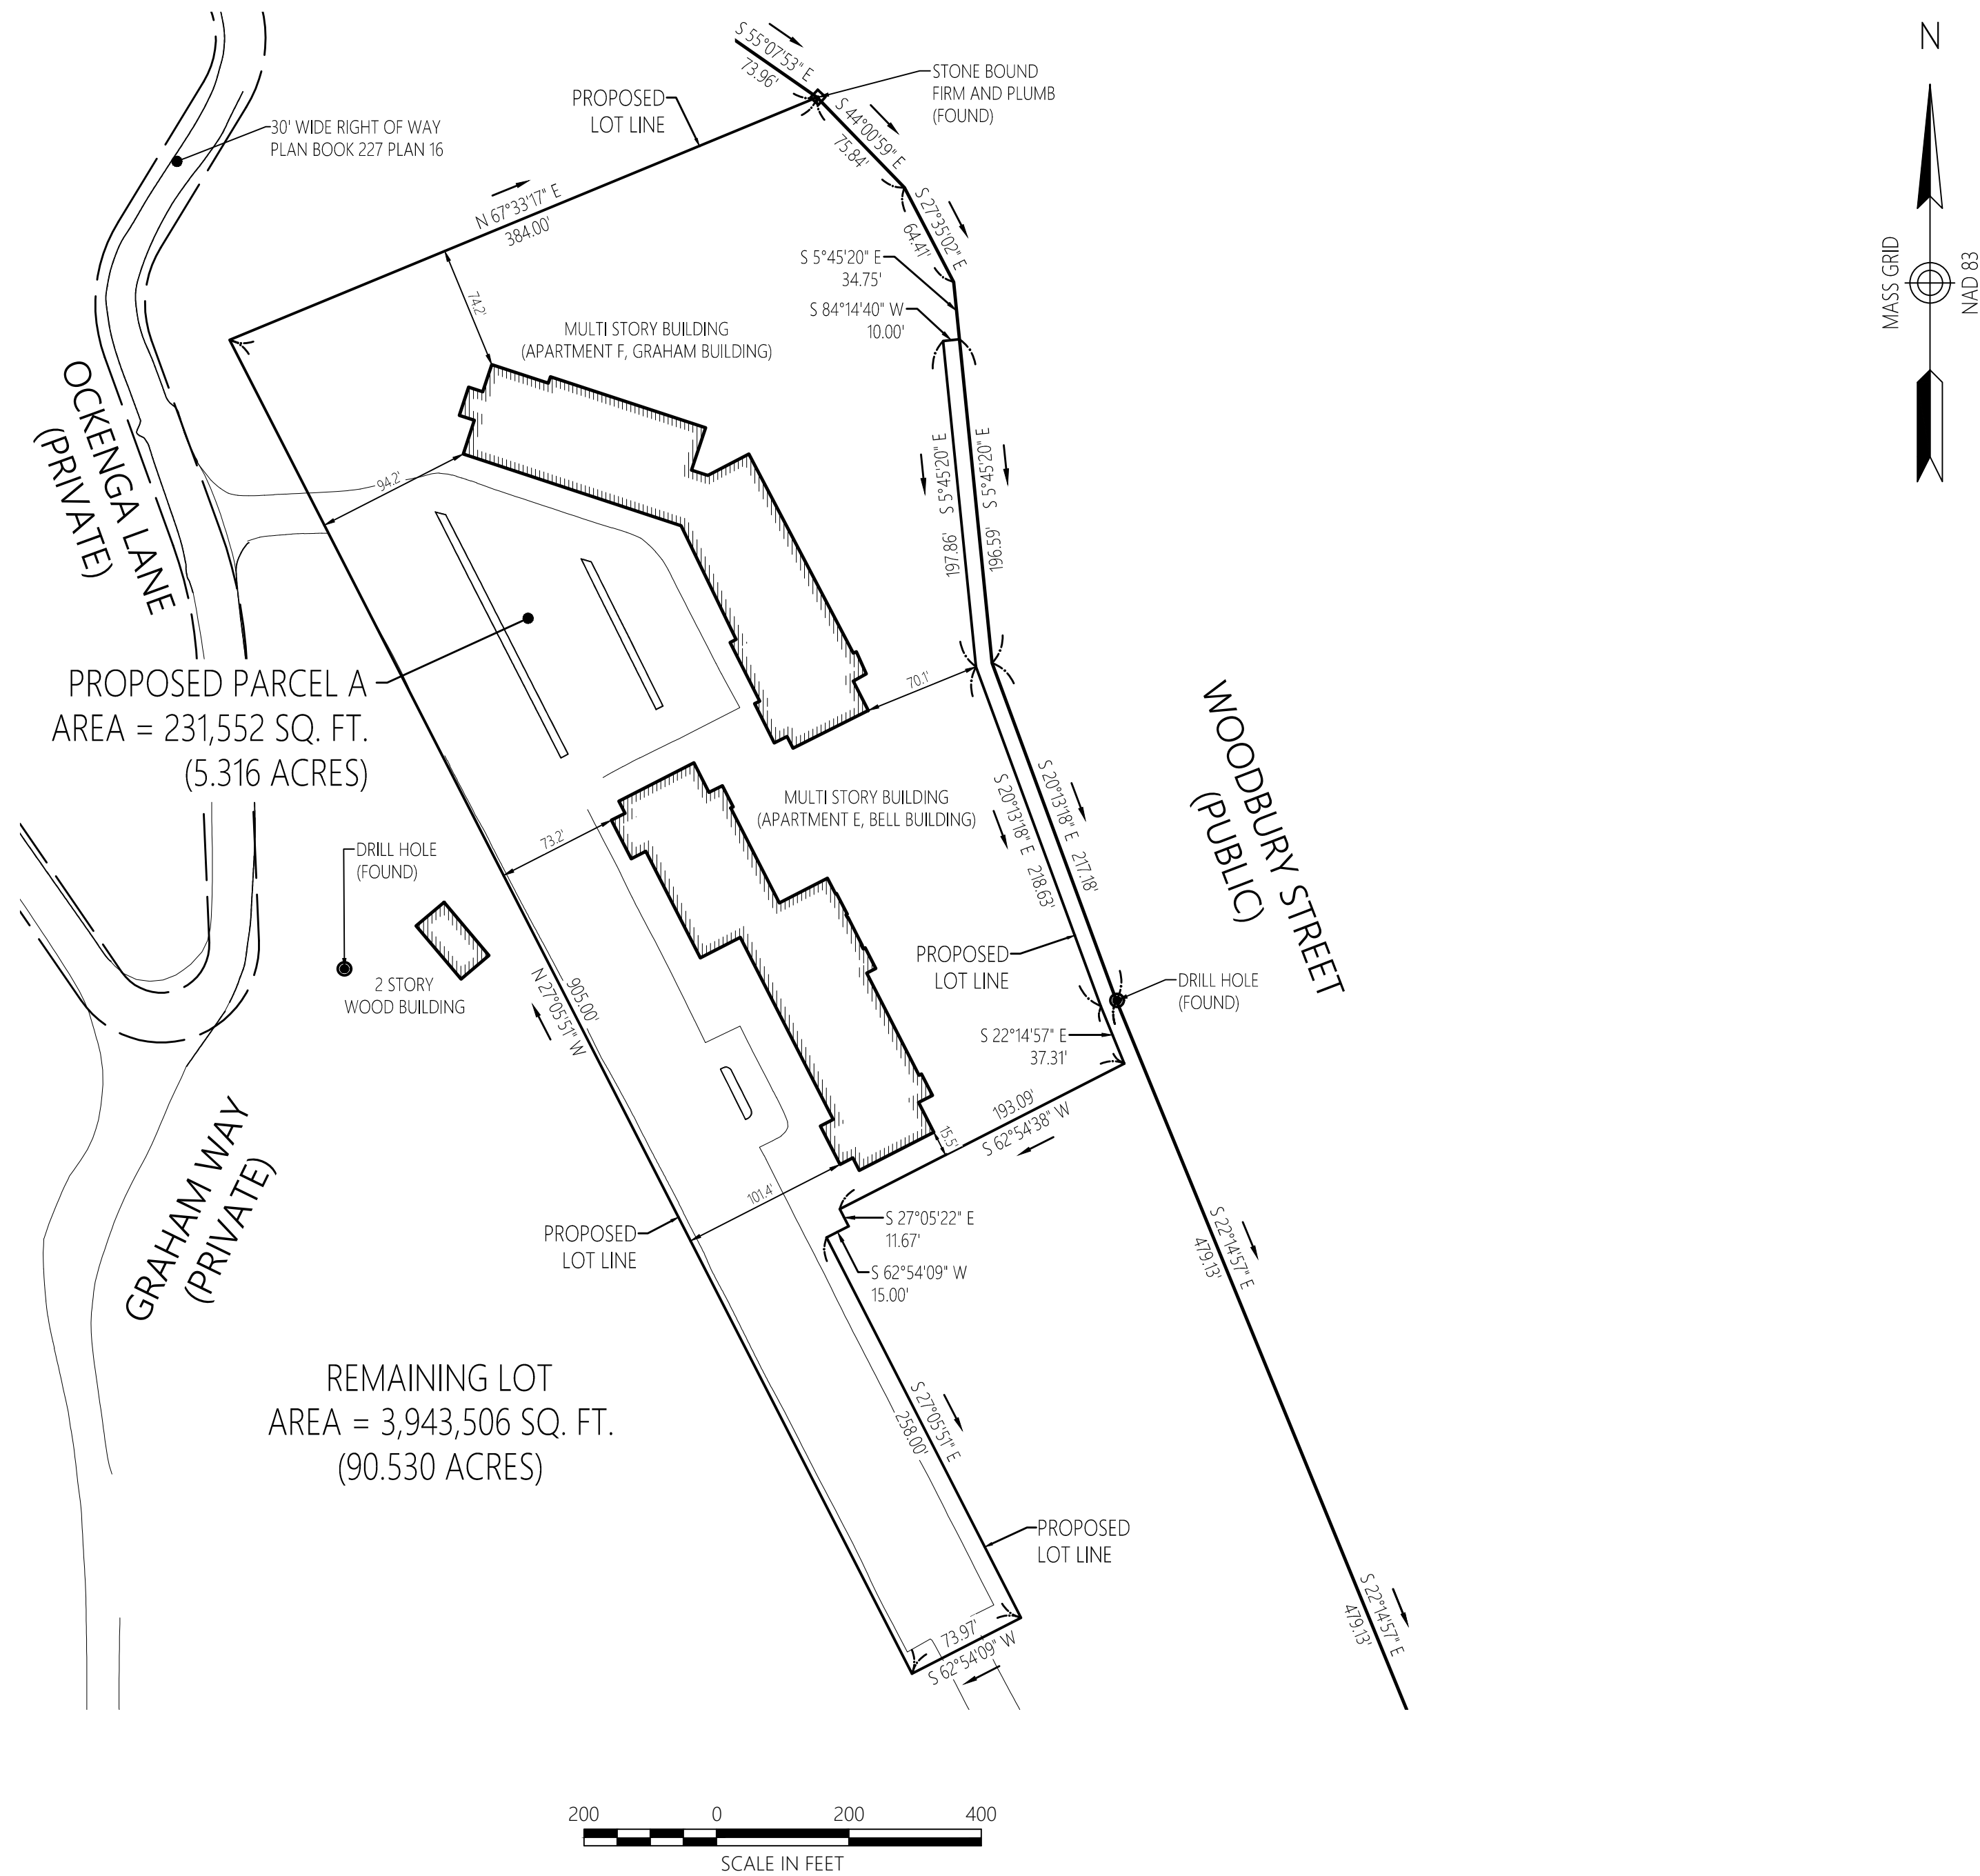 S 55°07'53" E
73.96'
STONE BOUND
FIRM AND PLUMB
(FOUND)
N
PROPOSED
LOT LINE
30' WIDE RIGHT OF WAY
PLAN BOOK 227 PLAN 16
S 44°00'59" E
75.84'
N 67°33'17" E
384.00'
S 27°35'02" E
64.41'
S 5°45'20" E
34.75'
S 84°14'40" W
10.00'
MASS GRID
NAD 83
74.2'
MULTI STORY BUILDING
(APARTMENT F, GRAHAM BUILDING)
OCKENGA LANE
(PRIVATE)
94.2'
197.86' S 5°45'20" E
196.59' S 5°45'20" E
PROPOSED PARCEL A
AREA = 231,552 SQ. FT.
(5.316 ACRES)
70.1'
WOODBURY STREET
(PUBLIC)
MULTI STORY BUILDING
(APARTMENT E, BELL BUILDING)
S 20°13'18" E 218.63'
S 20°13'18" E 217.18'
73.2'
DRILL HOLE
(FOUND)
2 STORY
WOOD BUILDING
905.00'
N 27°05'51" W
PROPOSED
LOT LINE
DRILL HOLE
(FOUND)
S 22°14'57" E
37.31'
193.09'
S 62°54'38" W
15.5'
GRAHAM WAY
(PRIVATE)
101.4'
PROPOSED
LOT LINE
S 27°05'22" E
11.67'
S 62°54'09" W
15.00'
S 22°14'57" E
479.13'
REMAINING LOT
AREA = 3,943,506 SQ. FT.
(90.530 ACRES)
S 27°05'51" E
258.00'
PROPOSED
LOT LINE
S 22°14'57" E
479.13'
73.97'
S 62°54'09" W
200 0 200 400
SCALE IN FEET